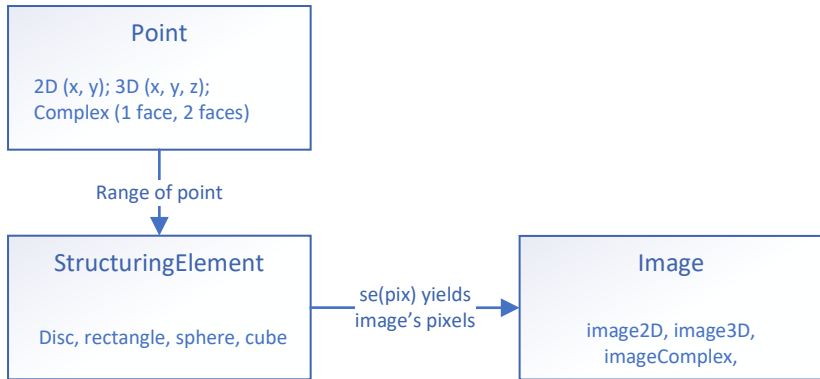 Point
2D (x, y); 3D (x, y, z);
Complex (1 face, 2 faces)
Range of point
StructuringElement
Disc, rectangle, sphere, cube
se(pix) yields
image's pixels
Image
image2D, image3D,
imageComplex,